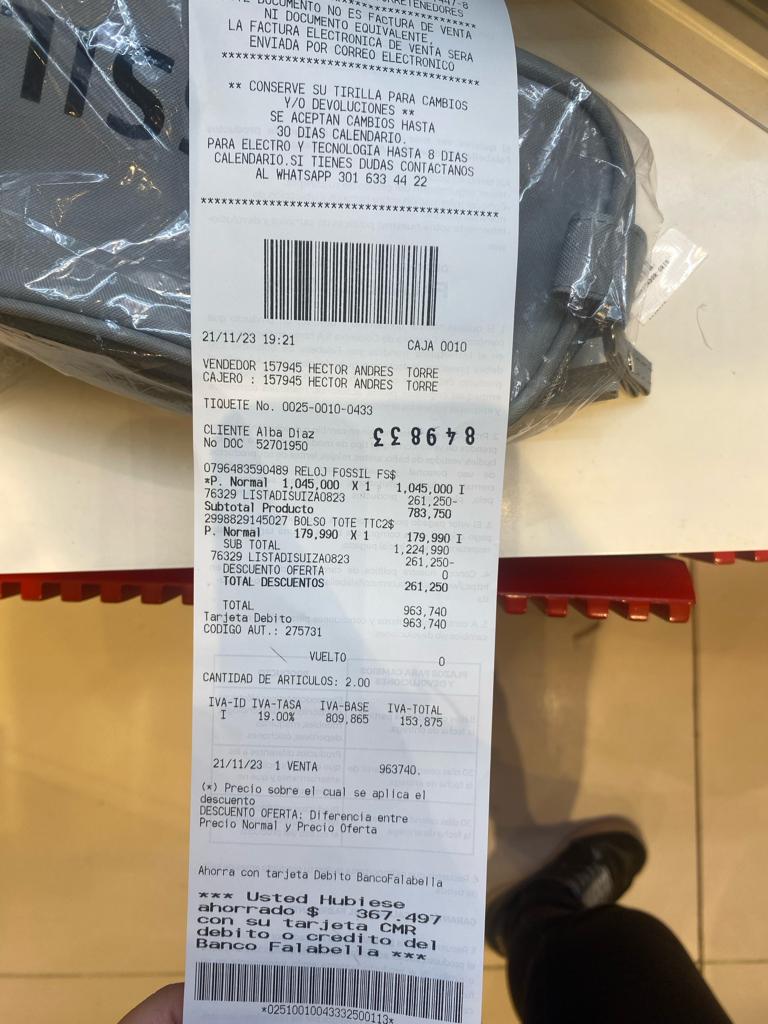 DOCUMENTO NO ES FACTURA DE VENTA
NI DOCUMENTO EQUIVALENTE,
LA FACTURA ELECTRONICA DE VENTA SERA
ENVIADA POR CORREO ELECTRONICO
****************************************
** CONSERVE SU TIRILLA PARA CAMBIOS
Y/O DEVOLUCIONES **
SE ACEPTAN CAMBIOS HASTA
30 DIAS CALENDARIO.
PARA ELECTRO Y TECNOLOGIA HASTA 8 DIAS
CALENDARIO.SI TIENES DUDAS CONTACTANOS
AL WHATSAPP 301 633 44 22
****************************************
21/11/23 19:21 CAJA 0010
VENDEDOR 157945 HECTOR ANDRES TORRE
CAJERO : 157945 HECTOR ANDRES TORRE
TIQUETE No. 0025-0010-0433
CLIENTE Alba Diaz
No DOC 52701950
849833
0796483590489 RELOJ FOSSIL FS$
*P. Normal 1,045,000 X 1 1,045,000 I
76329 LISTADISUIZA0823 261,250-
Subtotal Producto 783,750
2998829145027 BOLSO TOTE TTC2$
P. Normal 179,990 X 1 179,990 I
SUB TOTAL 1,224,990
76329 LISTADISUIZA0823 261,250-
DESCUENTO OFERTA 0
TOTAL DESCUENTOS 261,250
TOTAL 963,740
Tarjeta Debito 963,740
CODIGO AUT.: 275731
VUELTO 0
CANTIDAD DE ARTICULOS: 2.00
IVA-ID IVA-TASA IVA-BASE IVA-TOTAL
I 19.00% 809,865 153,875
21/11/23 1 VENTA 963740.
(*) Precio sobre el cual se aplica el
descuento
DESCUENTO OFERTA: Diferencia entre
Precio Normal y Precio Oferta
Ahorra con tarjeta Debito BancoFalabella
*** Usted Hubiese
ahorrado $ 367.497
con su tarjeta CMR
debito o credito del
Banco Falabella ***
*02510010043332500113*